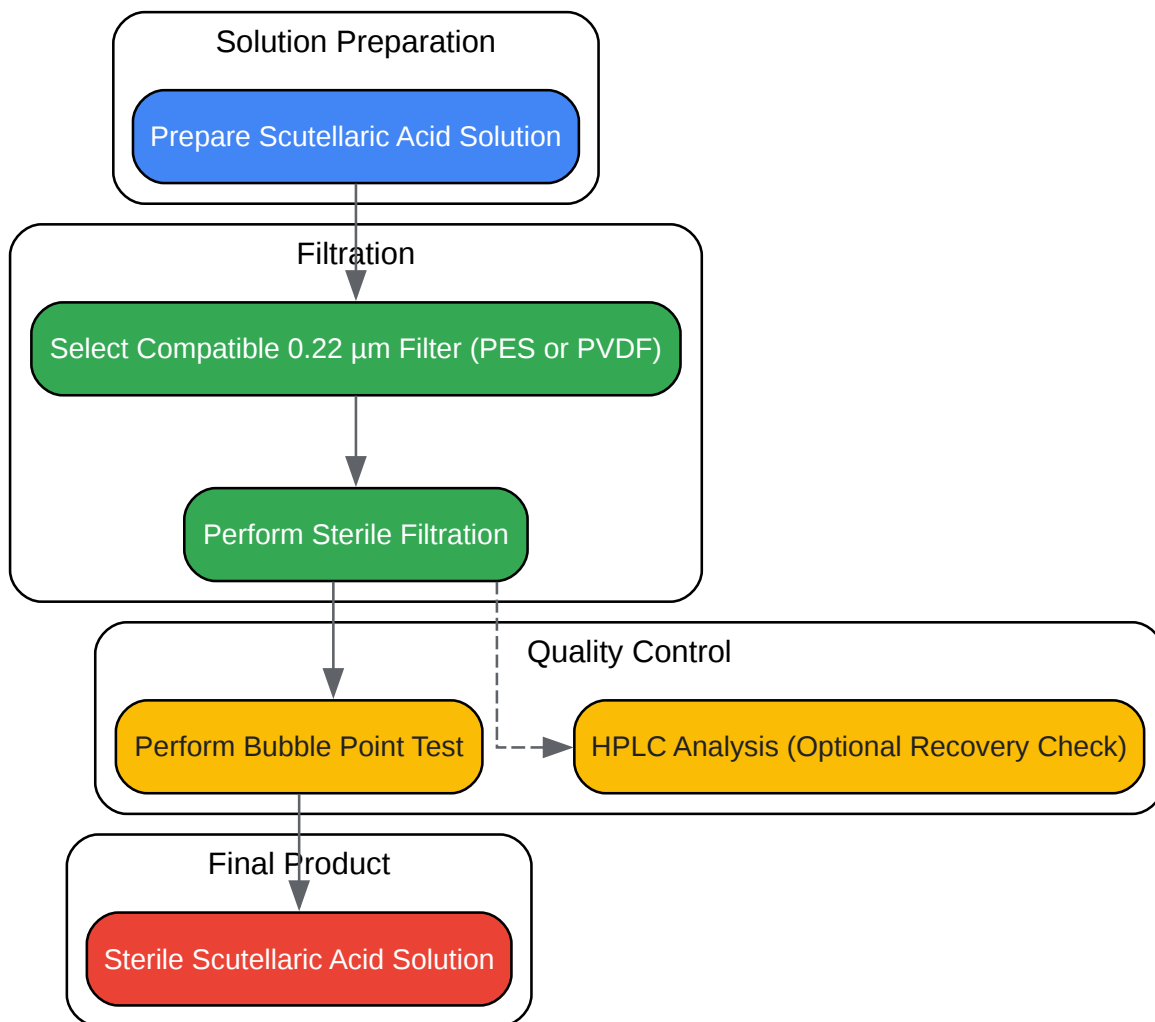 Solution Preparation
Prepare Scutellaric Acid Solution
Filtration
Select Compatible 0.22 µm Filter (PES or PVDF)
Perform Sterile Filtration
Quality Control
Perform Bubble Point Test
HPLC Analysis (Optional Recovery Check)
Final Product
Sterile Scutellaric Acid Solution